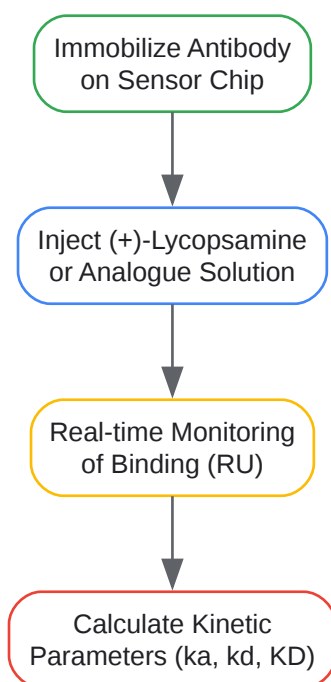 Immobilize Antibody
on Sensor Chip
Inject (+)-Lycopsamine
or Analogue Solution
Real-time Monitoring
of Binding (RU)
Calculate Kinetic
Parameters (ka, kd, KD)